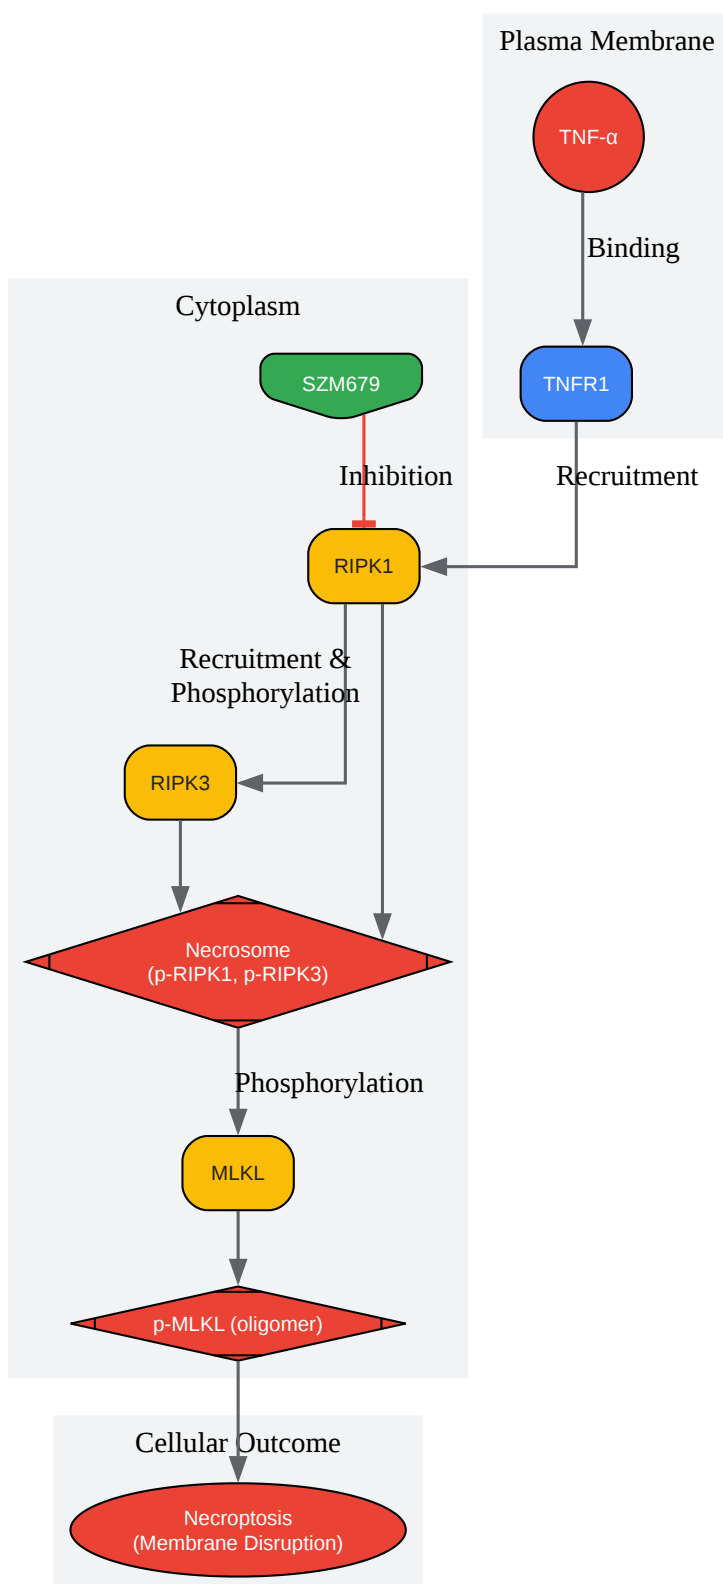 Plasma Membrane
TNF-α
Binding
Cytoplasm
SZM679
TNFR1
Inhibition
Recruitment
RIPK1
Recruitment &
Phosphorylation
RIPK3
Necrosome
(p-RIPK1, p-RIPK3)
Phosphorylation
MLKL
p-MLKL (oligomer)
Cellular Outcome
Necroptosis
(Membrane Disruption)